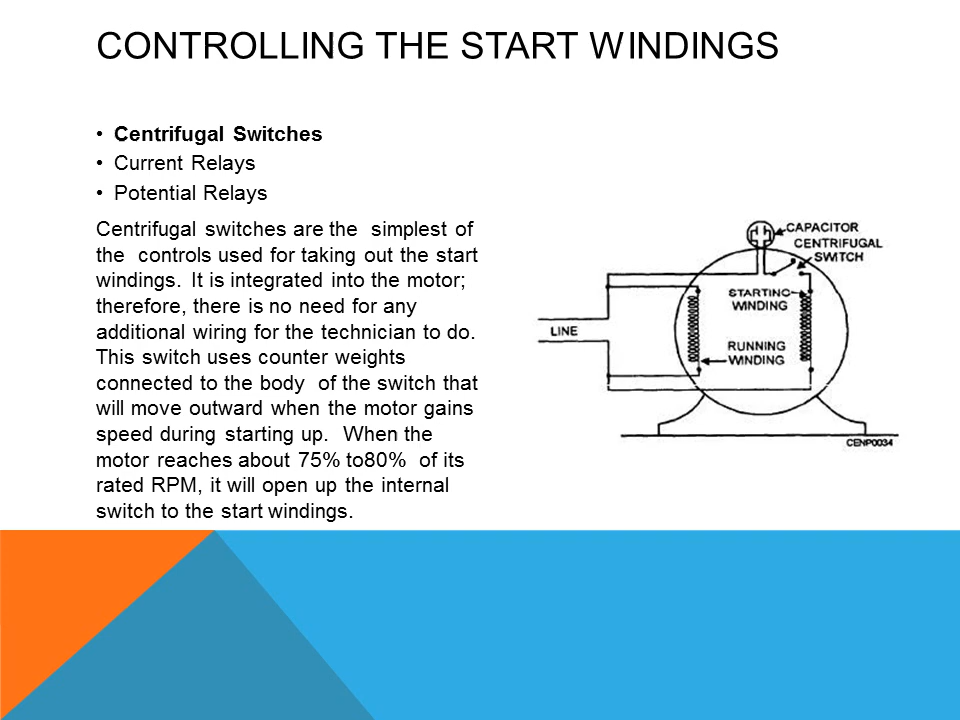 CONTROLLING THE START WINDINGS
• Centrifugal Switches
• Current Relays
• Potential Relays
Centrifugal switches are the simplest of
the controls used for taking out the start
windings. It is integrated into the motor;
therefore, there is no need for any
additional wiring for the technician to do.
This switch uses counter weights
connected to the body of the switch that
will move outward when the motor gains
speed during starting up. When the
motor reaches about 75% to80% of its
rated RPM, it will open up the internal
switch to the start windings.
CAPACITOR
CENTRIFUGAL
SWITCH
STARTING
WINDING
LINE
RUNNING
WINDING
CENP0034